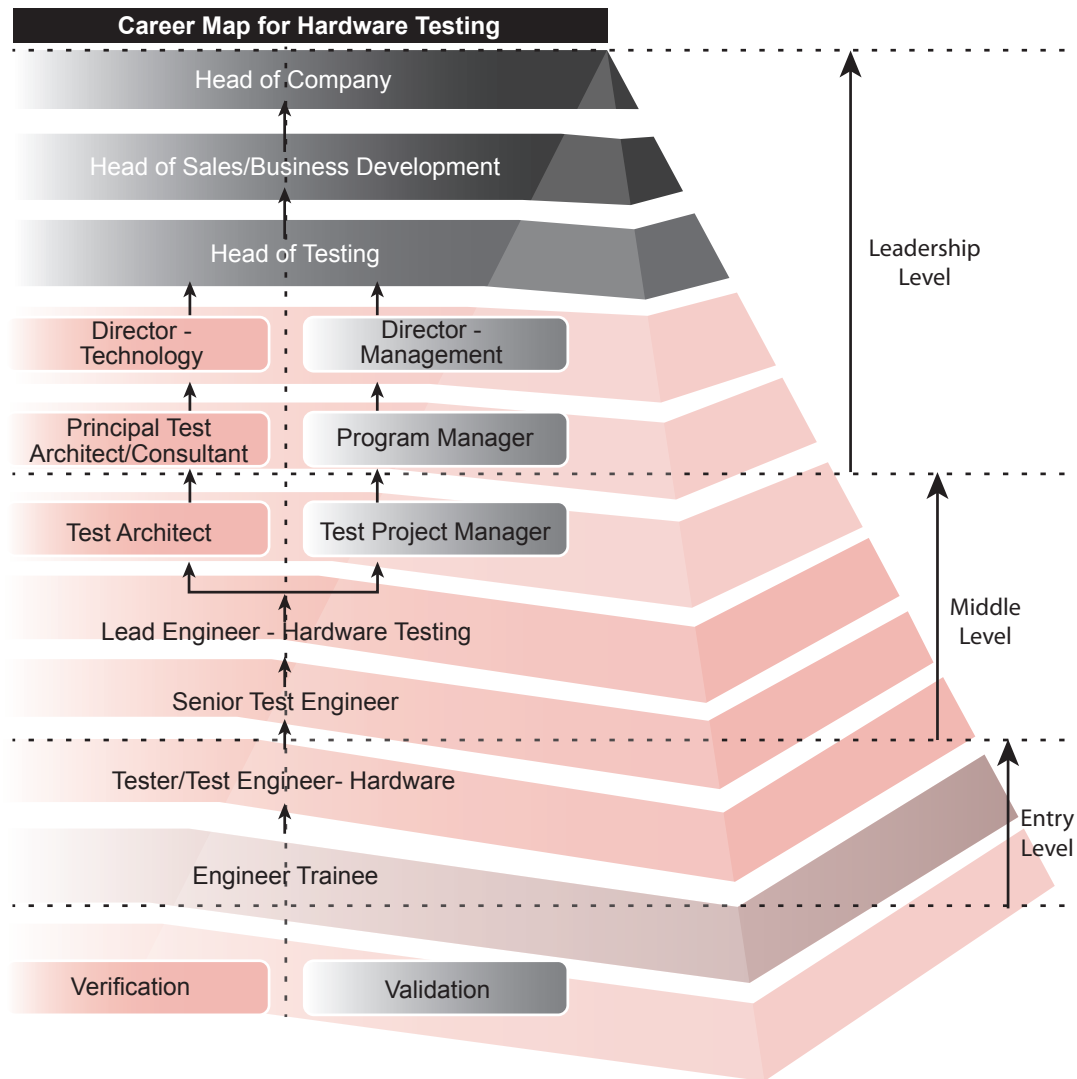 Career Map for Hardware Testing
Head of Company
Head of Sales/Business Development
Head of Testing
Leadership
Level
Director -
Technology
Director -
Management
Principal Test
Architect/Consultant
Program Manager
Test Architect
Test Project Manager
Middle
Level
Lead Engineer - Hardware Testing
Senior Test Engineer
Tester/Test Engineer- Hardware
Entry
Level
Engineer Trainee
Verification
Validation